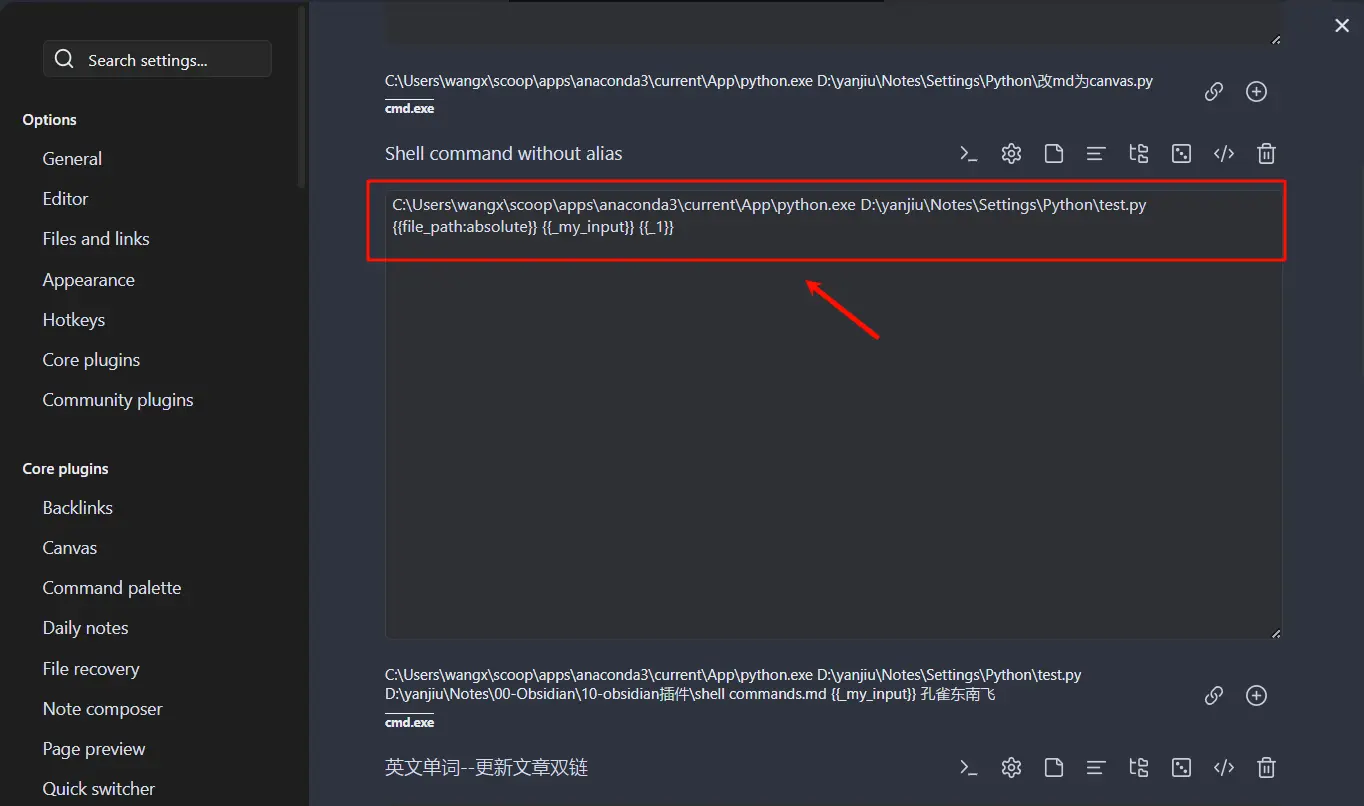 Search settings...
Options
General
Editor
Files and links
Appearance
Hotkeys
Core plugins
Community plugins
Core plugins
Backlinks
Canvas
Command palette
Daily notes
File recovery
Note composer
Page preview
Quick switcher
C:\Users\wangx\scoop\apps\anaconda3\current\App\python.exe D:\yanjiu\Notes\Settings\Python\改md为canvas.py
cmd.exe
Shell command without alias
C:\Users\wangx\scoop\apps\anaconda3\current\App\python.exe D:\yanjiu\Notes\Settings\Python\test.py
{{file_path:absolute}} {{_my_input}} {{_1}}
C:\Users\wangx\scoop\apps\anaconda3\current\App\python.exe D:\yanjiu\Notes\Settings\Python\test.py
D:\yanjiu\Notes\00-Obsidian\10-obsidian插件\shell commands.md {{_my_input}} 孔雀东南飞
cmd.exe
英文单词--更新文章双链